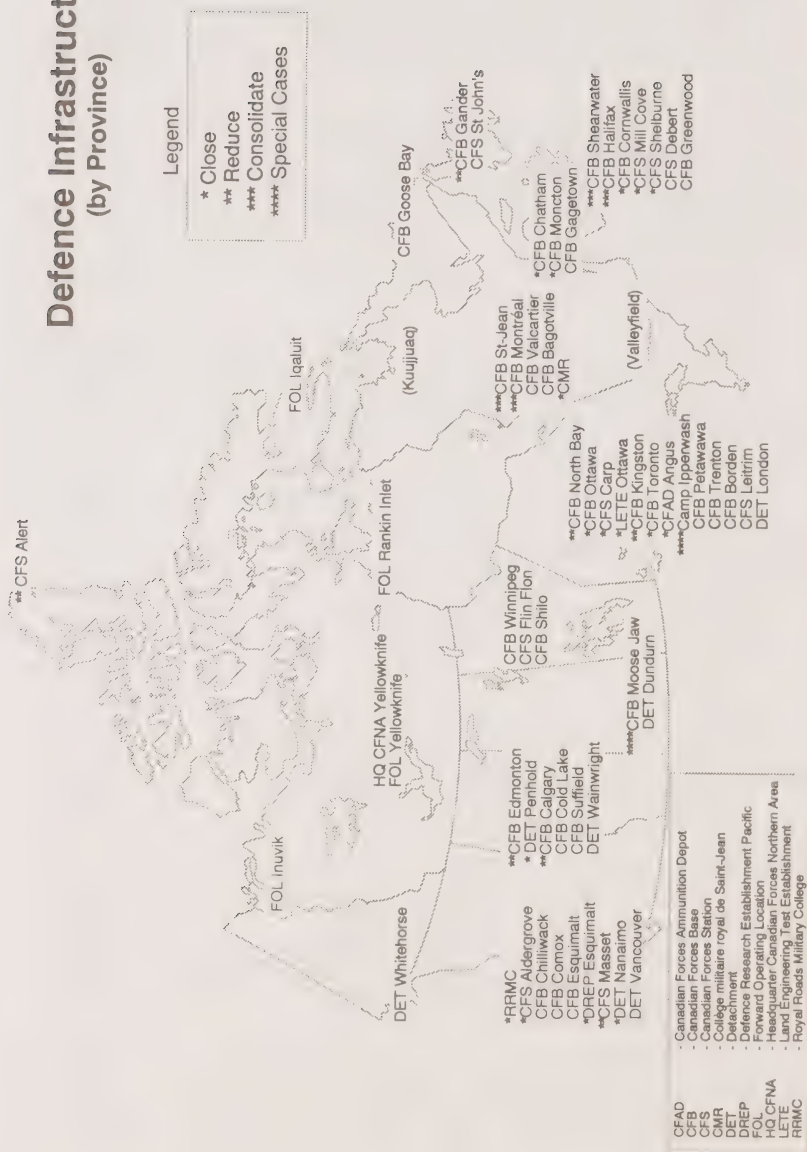 Defence Infrastruct
(by Province)
Legend
* Close
** Reduce
*** Consolidate
**** Special Cases
** CFS Alert
FOL Inuvik
DET Whitehorse
HQ CFNA Yellowknife
FOL Yellowknife
FOL Rankin Inlet
FOL Iqaluit
(Kuujjuaq)
CFB Goose Bay
**CFB Gander
CFS St John's
*RRMC
*CFS Aldergrove
CFB Chilliwack
CFB Comox
CFB Esquimalt
*DREP Esquimalt
**CFS Masset
*DET Nanaimo
DET Vancouver
**CFB Edmonton
* DET Penhold
**CFB Calgary
CFB Cold Lake
CFB Suffield
DET Wainwright
****CFB Moose Jaw
DET Dundurn
CFB Winnipeg
CFS Flin Flon
CFB Shilo
**CFB North Bay
*CFB Ottawa
*CFS Carp
*LETE Ottawa
**CFB Kingston
*CFB Toronto
*CFAD Angus
****Camp Ipperwash
CFB Petawawa
CFB Trenton
CFB Borden
CFS Leitrim
DET London
***CFB St-Jean
***CFB Montréal
CFB Valcartier
CFB Bagotville
*CMR
(Valleyfield)
*CFB Chatham
*CFB Moncton
CFB Gagetown
***CFB Shearwater
***CFB Halifax
*CFB Cornwallis
*CFS Mill Cove
*CFS Shelburne
CFS Debert
CFB Greenwood
CFAD - Canadian Forces Ammunition Depot
CFB - Canadian Forces Base
CFS - Canadian Forces Station
CMR - Collège militaire royal de Saint-Jean
DET - Detachment
DREP - Defence Research Establishment Pacific
FOL - Forward Operating Location
HQ CFNA - Headquarter Canadian Forces Northern Area
LETE - Land Engineering Test Establishment
RRMC - Royal Roads Military College